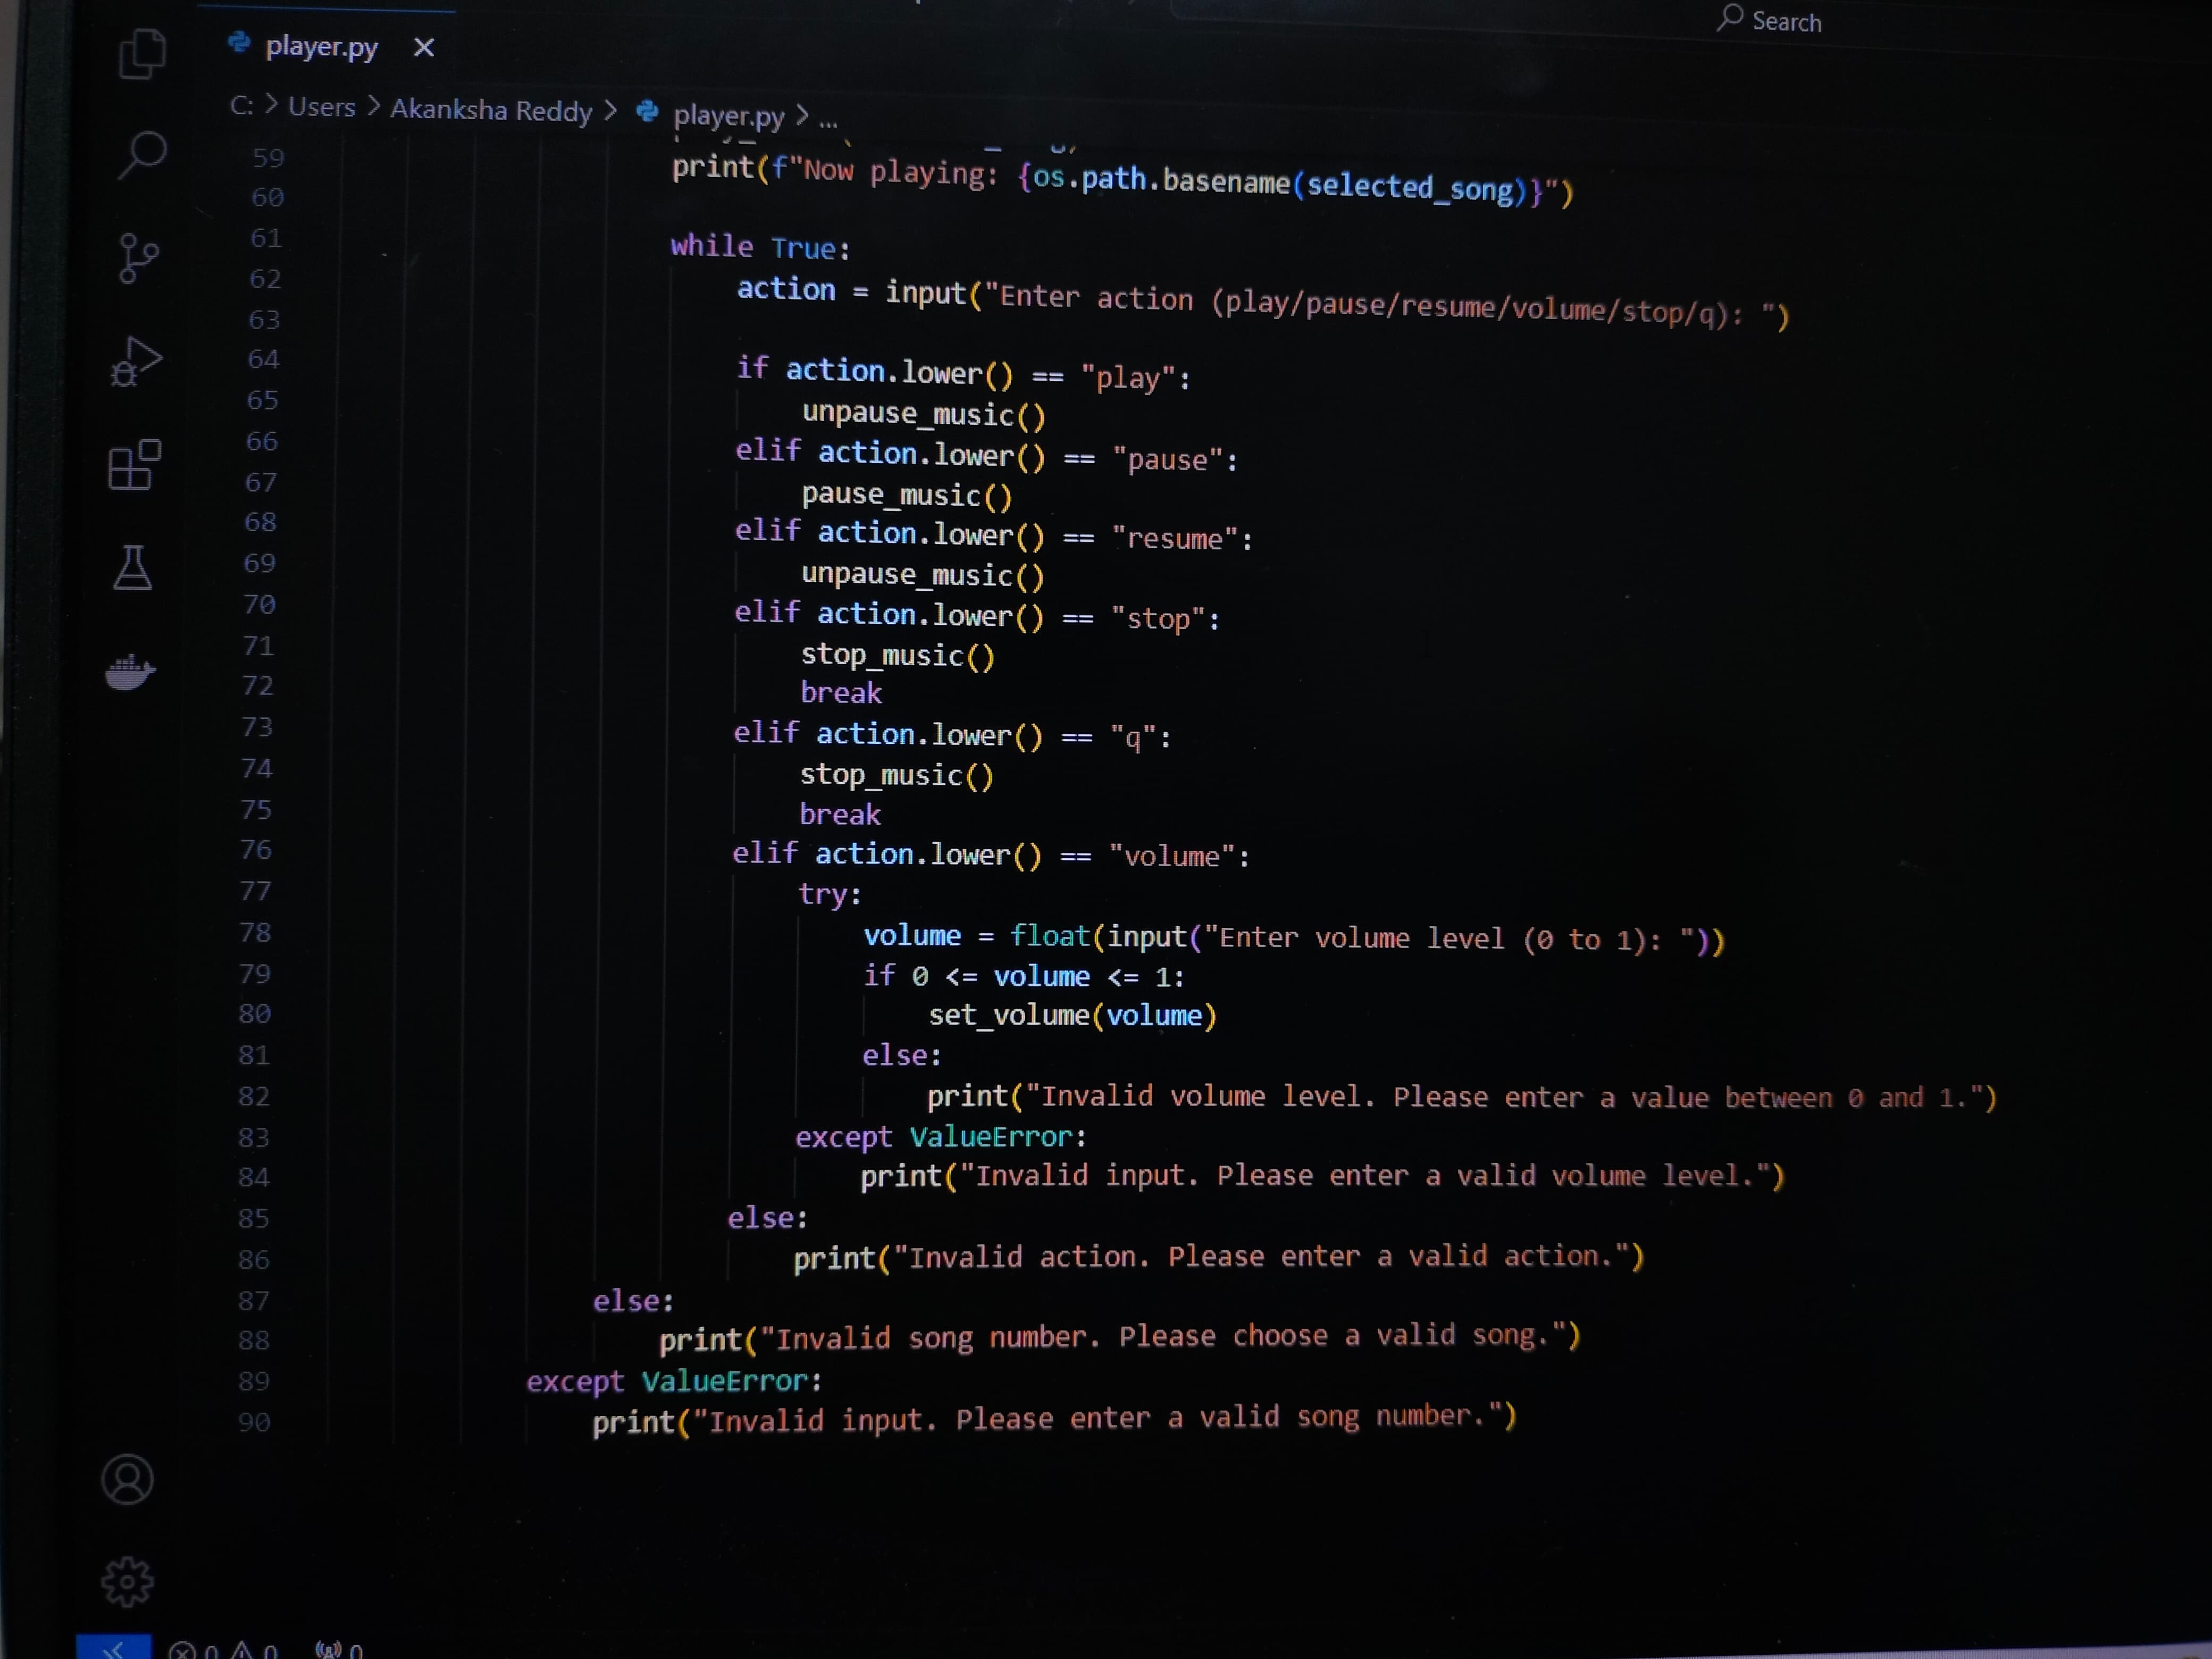 Search
player.py
C: > Users > Akanksha Reddy > player.py > ...
59 print(f"Now playing: {os.path.basename(selected_song)}")
60
61 while True:
62 action = input("Enter action (play/pause/resume/volume/stop/q): ")
63
64 if action.lower() == "play":
65 unpause_music()
66 elif action.lower() == "pause":
67 pause_music()
68 elif action.lower() == "resume":
69 unpause_music()
70 elif action.lower() == "stop":
71 stop_music()
72 break
73 elif action.lower() == "q":
74 stop_music()
75 break
76 elif action.lower() == "volume":
77 try:
78 volume = float(input("Enter volume level (0 to 1): "))
79 if 0 <= volume <= 1:
80 set_volume(volume)
81 else:
82 print("Invalid volume level. Please enter a value between 0 and 1.")
83 except ValueError:
84 print("Invalid input. Please enter a valid volume level.")
85 else:
86 print("Invalid action. Please enter a valid action.")
87 else:
88 print("Invalid song number. Please choose a valid song.")
89 except ValueError:
90 print("Invalid input. Please enter a valid song number.")
0 0 0